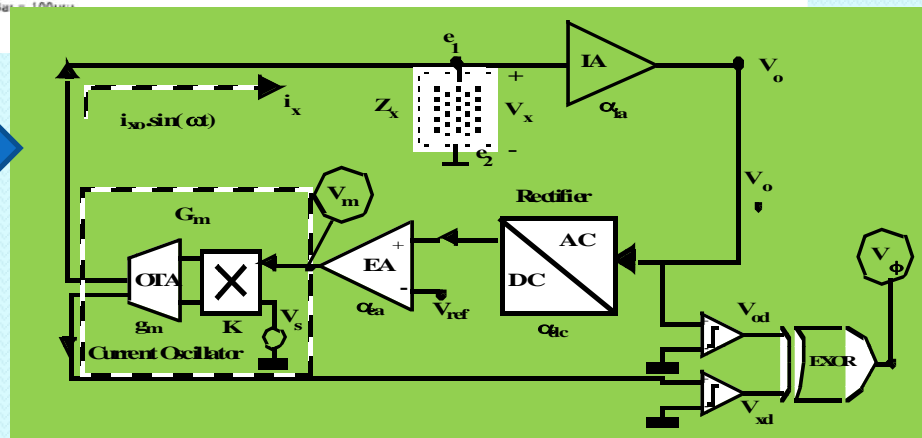 e1
IA
Vo
ix
ixo.sin(ωt)
Zx
+
Vx
-
e2
αia
Vo
Vm
Rectifier
Gm
AC
DC
EA
+
-
Vref
αea
αdc
OTA
gm
K
Vs
Current Oscillator
Vφ
Vod
EXOR
Vxd